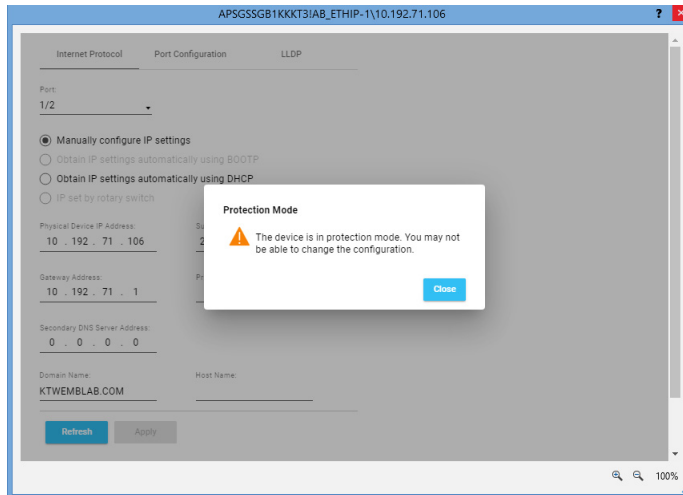 APSGSSGB1KKKT3!AB_ETHIP-1\10.192.71.106
?
Internet Protocol Port Configuration LLDP
Port:
1/2
Manually configure IP settings
Obtain IP settings automatically using BOOTP
Obtain IP settings automatically using DHCP
IP set by rotary switch
Protection Mode
The device is in protection mode. You may not
be able to change the configuration.
Close
Physical Device IP Address: Su
10 . 192 . 71 . 106 2
Gateway Address: Pr
10 . 192 . 71 . 1
Secondary DNS Server Address:
0 . 0 . 0 . 0
Domain Name: Host Name:
KTWEMBLAB.COM
Refresh Apply
100%